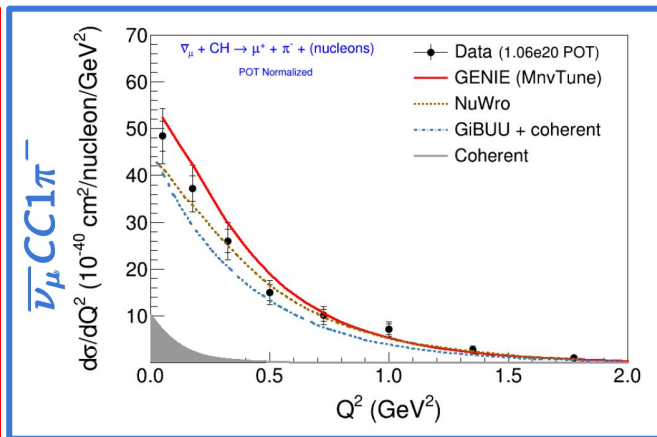 ν̅μCC1π⁻
ν̅μ + CH → μ⁺ + π⁻ + (nucleons)
POT Normalized
Data (1.06e20 POT)
GENIE (MnvTune)
NuWro
GiBUU + coherent
Coherent
dσ/dQ² (10⁻⁴⁰ cm²/nucleon/GeV²)
70
60
50
40
30
20
10
0.0 0.5 1.0 1.5 2.0
Q² (GeV²)